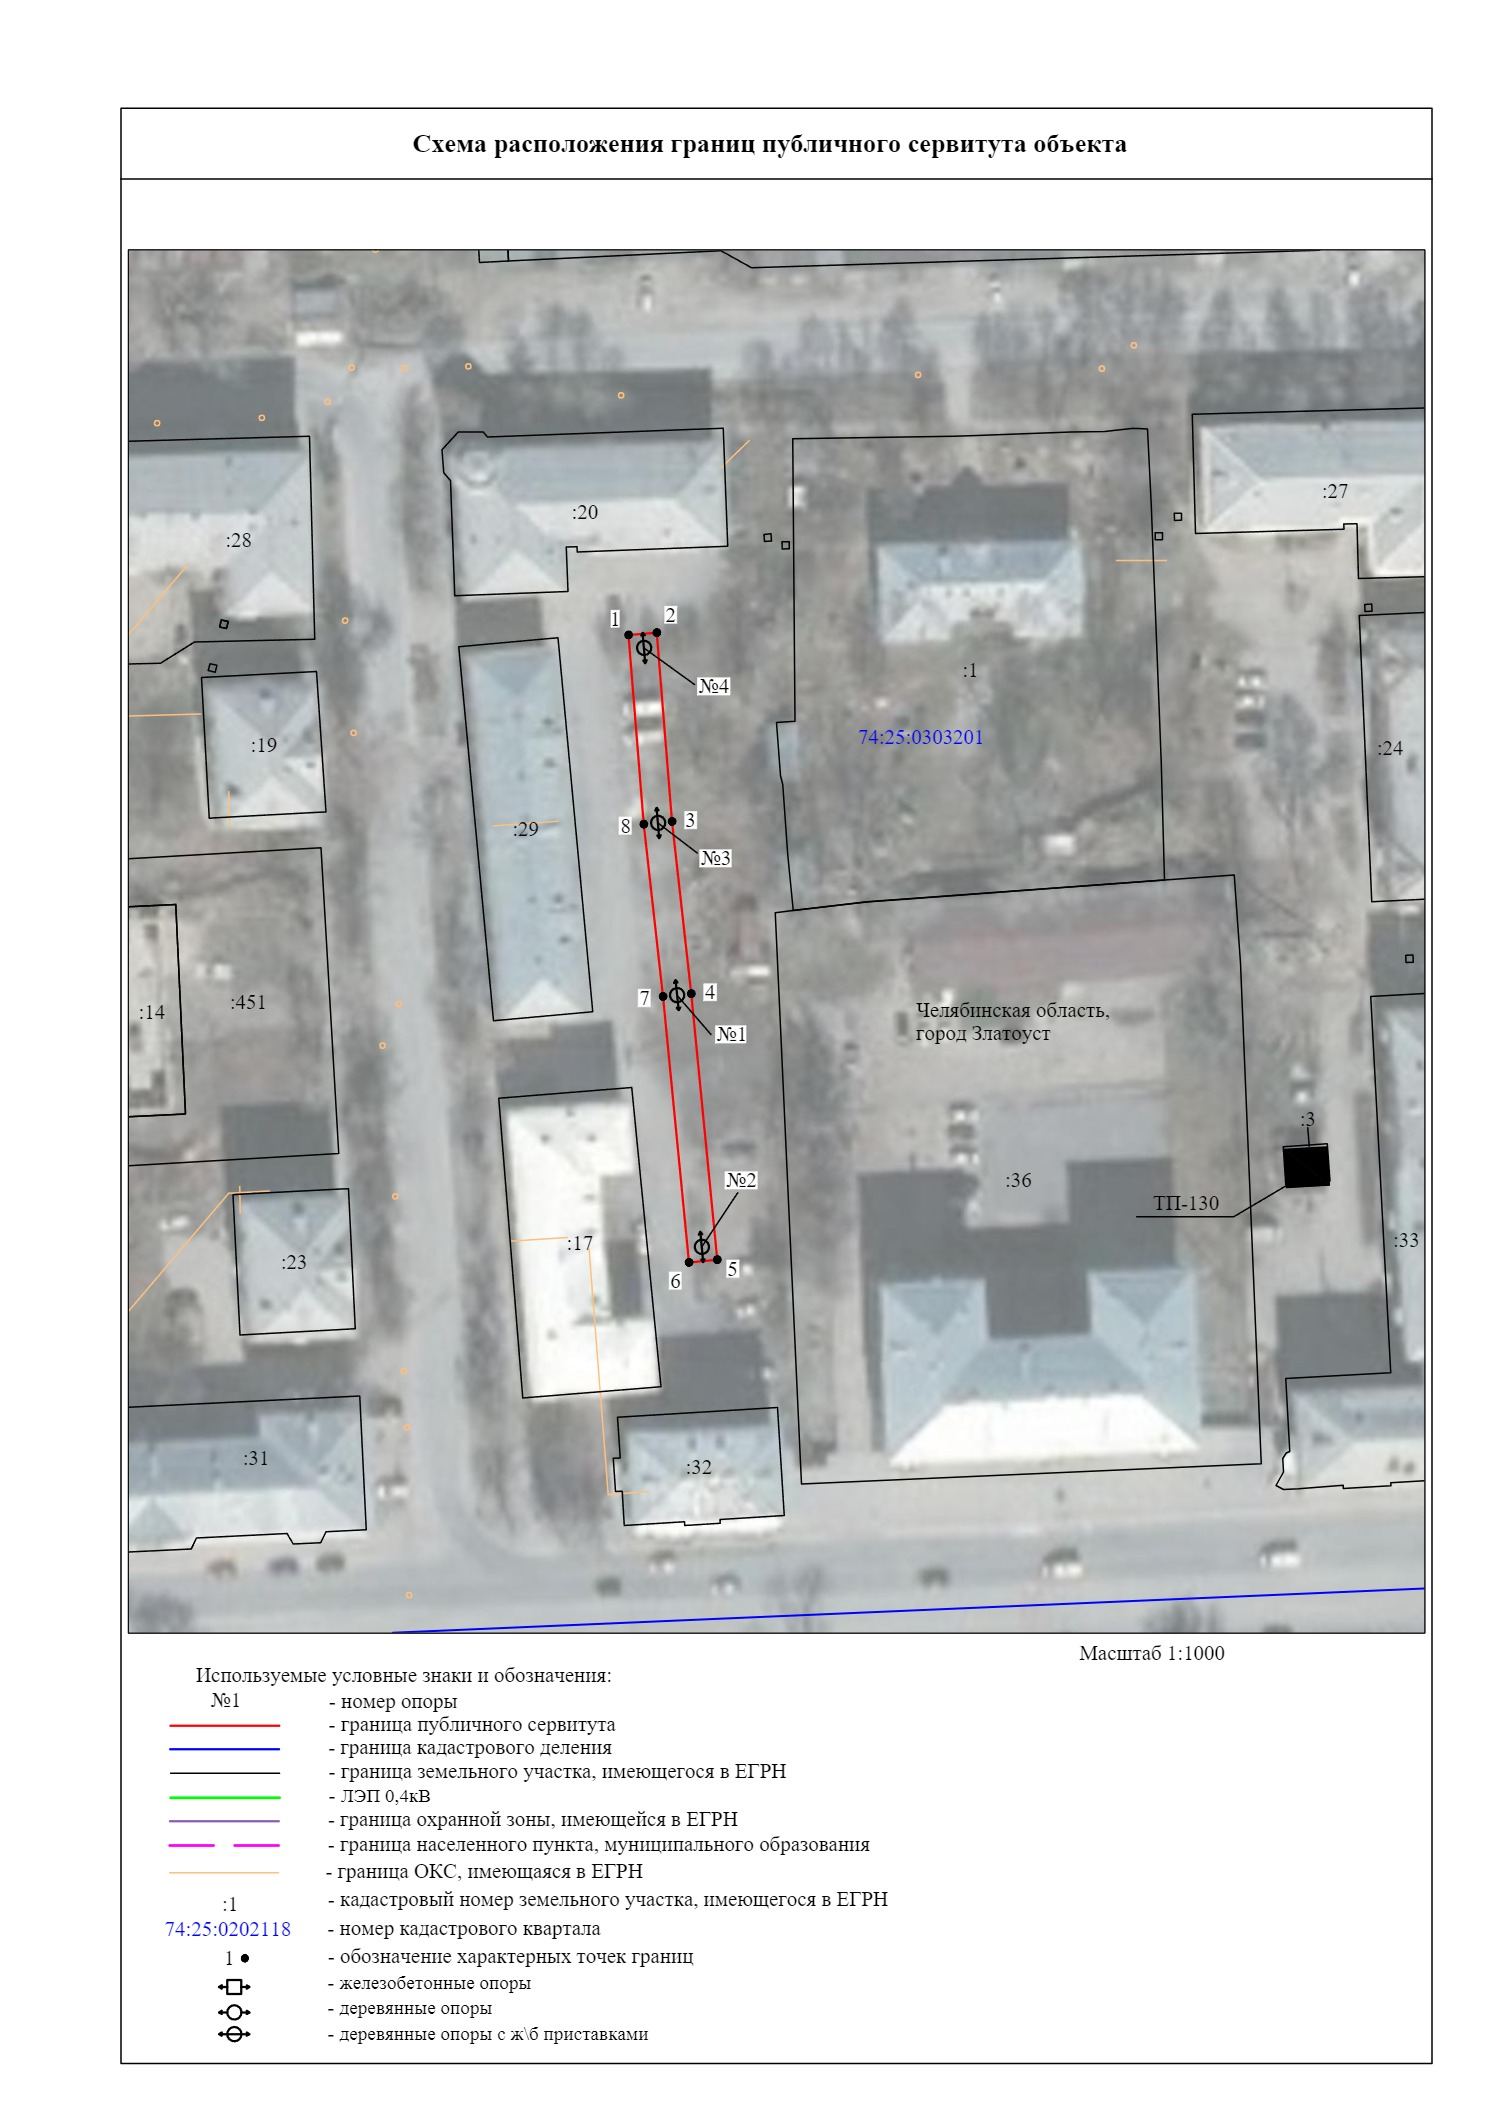 Схема расположения границ публичного сервитута объекта
:28
:20
:27
1
2
№4
:1
:19
74:25:0303201
:24
:29
8
3
№3
:14
:451
7
4
№1
Челябинская область,
город Златоуст
:3
№2
:36
ТП-130
:23
:17
6
5
:33
:31
:32
Масштаб 1:1000
Используемые условные знаки и обозначения:
№1 - номер опоры
- граница публичного сервитута
- граница кадастрового деления
- граница земельного участка, имеющегося в ЕГРН
- ЛЭП 0,4кВ
- граница охранной зоны, имеющейся в ЕГРН
- граница населенного пункта, муниципального образования
- граница ОКС, имеющаяся в ЕГРН
:1 - кадастровый номер земельного участка, имеющегося в ЕГРН
74:25:0202118 - номер кадастрового квартала
1 - обозначение характерных точек границ
- железобетонные опоры
- деревянные опоры
- деревянные опоры с ж\б приставками